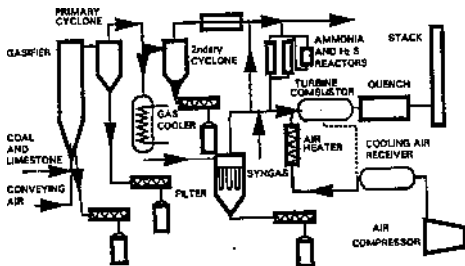 PRIMARY
CYCLONE
GASIFIER
2ndary
CYCLONE
AMMONIA
AND H2 S
REACTORS
STACK
TURBINE
COMBUSTOR
QUENCH
GAS
COOLER
COAL AND
LIMESTONE
CONVEYING
AIR
FILTER
SYNGAS
AIR
HEATER
COOLING AIR
RECEIVER
AIR
COMPRESSOR